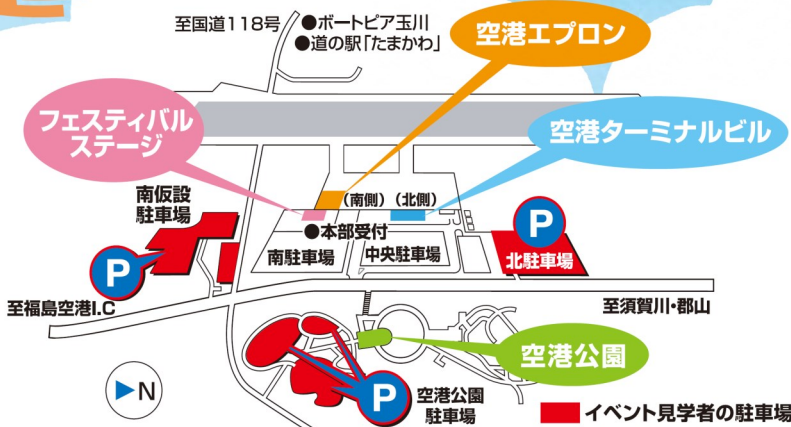 至国道118号
●ボートピア玉川
●道の駅「たまかわ」
空港エプロン
フェスティバル
ステージ
空港ターミナルビル
南仮設
駐車場
(南側)
(北側)
●本部受付
南駐車場
中央駐車場
P
北駐車場
P
至福島空港I.C
至須賀川・郡山
空港公園
▶N
P
空港公園
駐車場
イベント見学者の駐車場